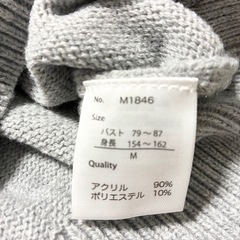 No. M1846
Size
バスト 79～87
身長 154～162
M
Quality
アクリル 90%
ポリエステル 10%